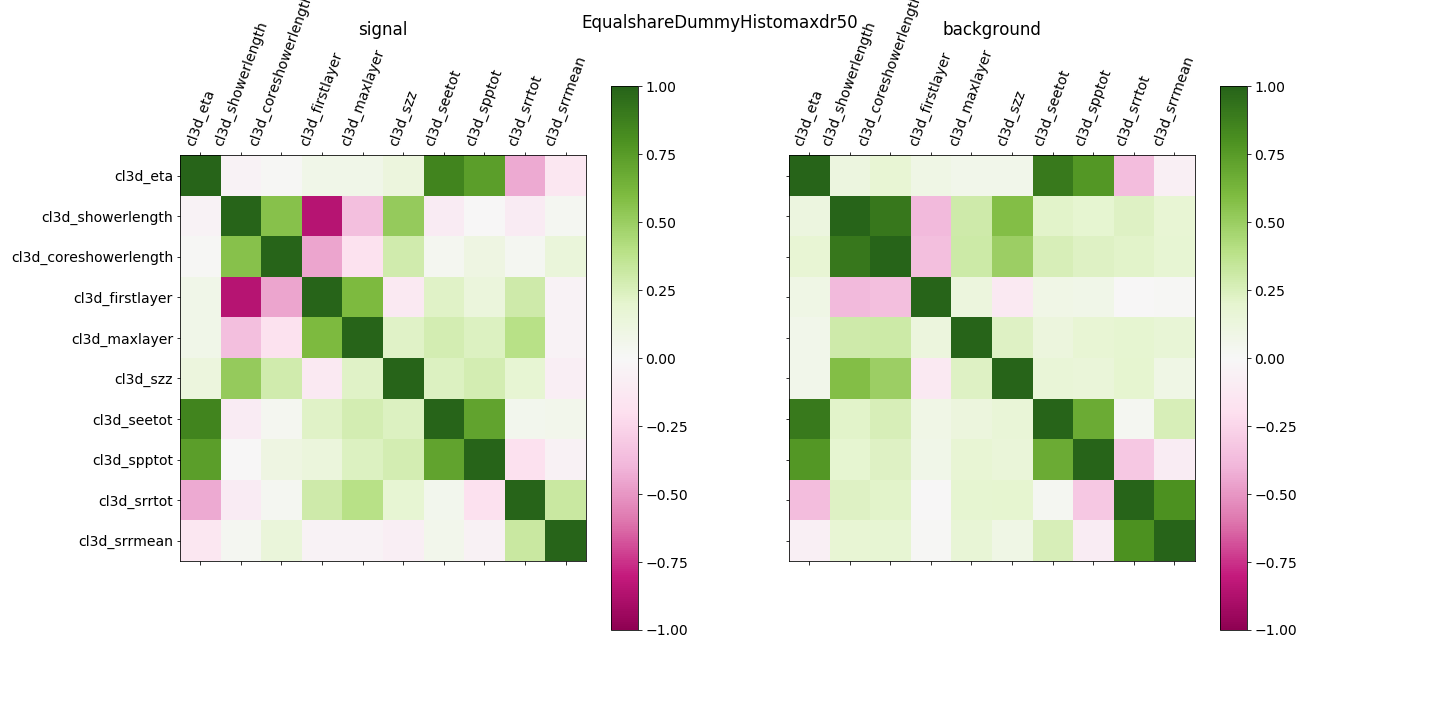 EqualshareDummyHistomaxdr50
signal
cl3d_eta
cl3d_showerlength
cl3d_coreshowerlength
cl3d_firstlayer
cl3d_maxlayer
cl3d_szz
cl3d_seetot
cl3d_spptot
cl3d_srrtot
cl3d_srrmean
cl3d_eta
cl3d_showerlength
cl3d_coreshowerlength
cl3d_firstlayer
cl3d_maxlayer
cl3d_szz
cl3d_seetot
cl3d_spptot
cl3d_srrtot
cl3d_srrmean
1.00
0.75
0.50
0.25
0.00
−0.25
−0.50
−0.75
−1.00
background
cl3d_eta
cl3d_showerlength
cl3d_coreshowerlength
cl3d_firstlayer
cl3d_maxlayer
cl3d_szz
cl3d_seetot
cl3d_spptot
cl3d_srrtot
cl3d_srrmean
1.00
0.75
0.50
0.25
0.00
−0.25
−0.50
−0.75
−1.00